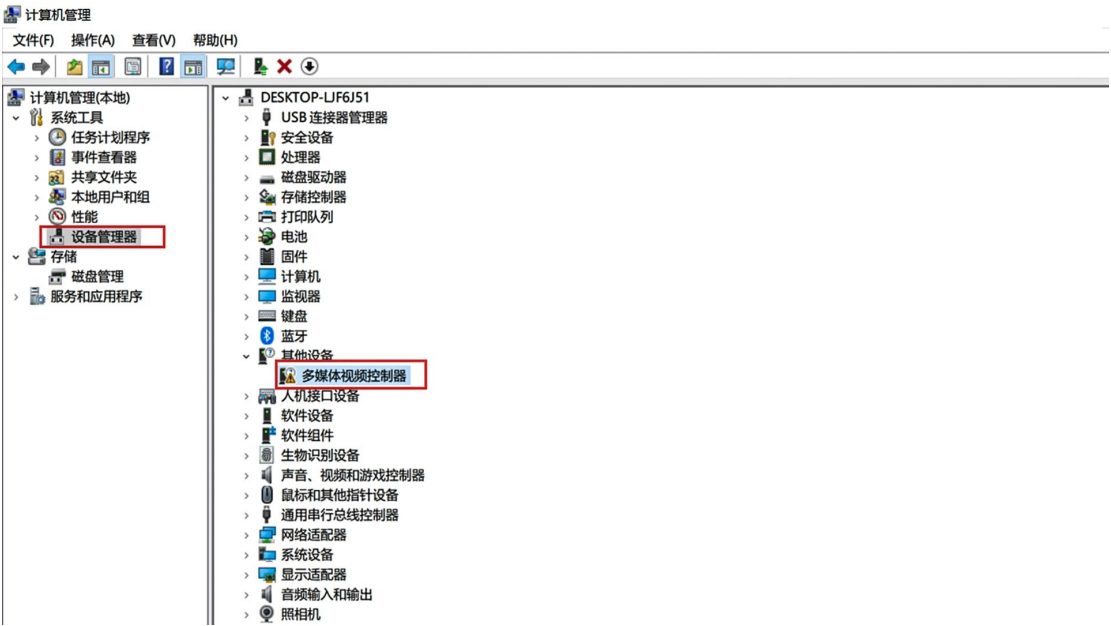 计算机管理
文件(F) 操作(A) 查看(V) 帮助(H)
计算机管理(本地)
系统工具
任务计划程序
事件查看器
共享文件夹
本地用户和组
性能
设备管理器
存储
磁盘管理
服务和应用程序
DESKTOP-LJF6J51
USB 连接器管理器
安全设备
处理器
磁盘驱动器
存储控制器
打印队列
电池
固件
计算机
监视器
键盘
蓝牙
其他设备
多媒体视频控制器
人机接口设备
软件设备
软件组件
生物识别设备
声音、视频和游戏控制器
鼠标和其他指针设备
通用串行总线控制器
网络适配器
系统设备
显示适配器
音频输入和输出
照相机